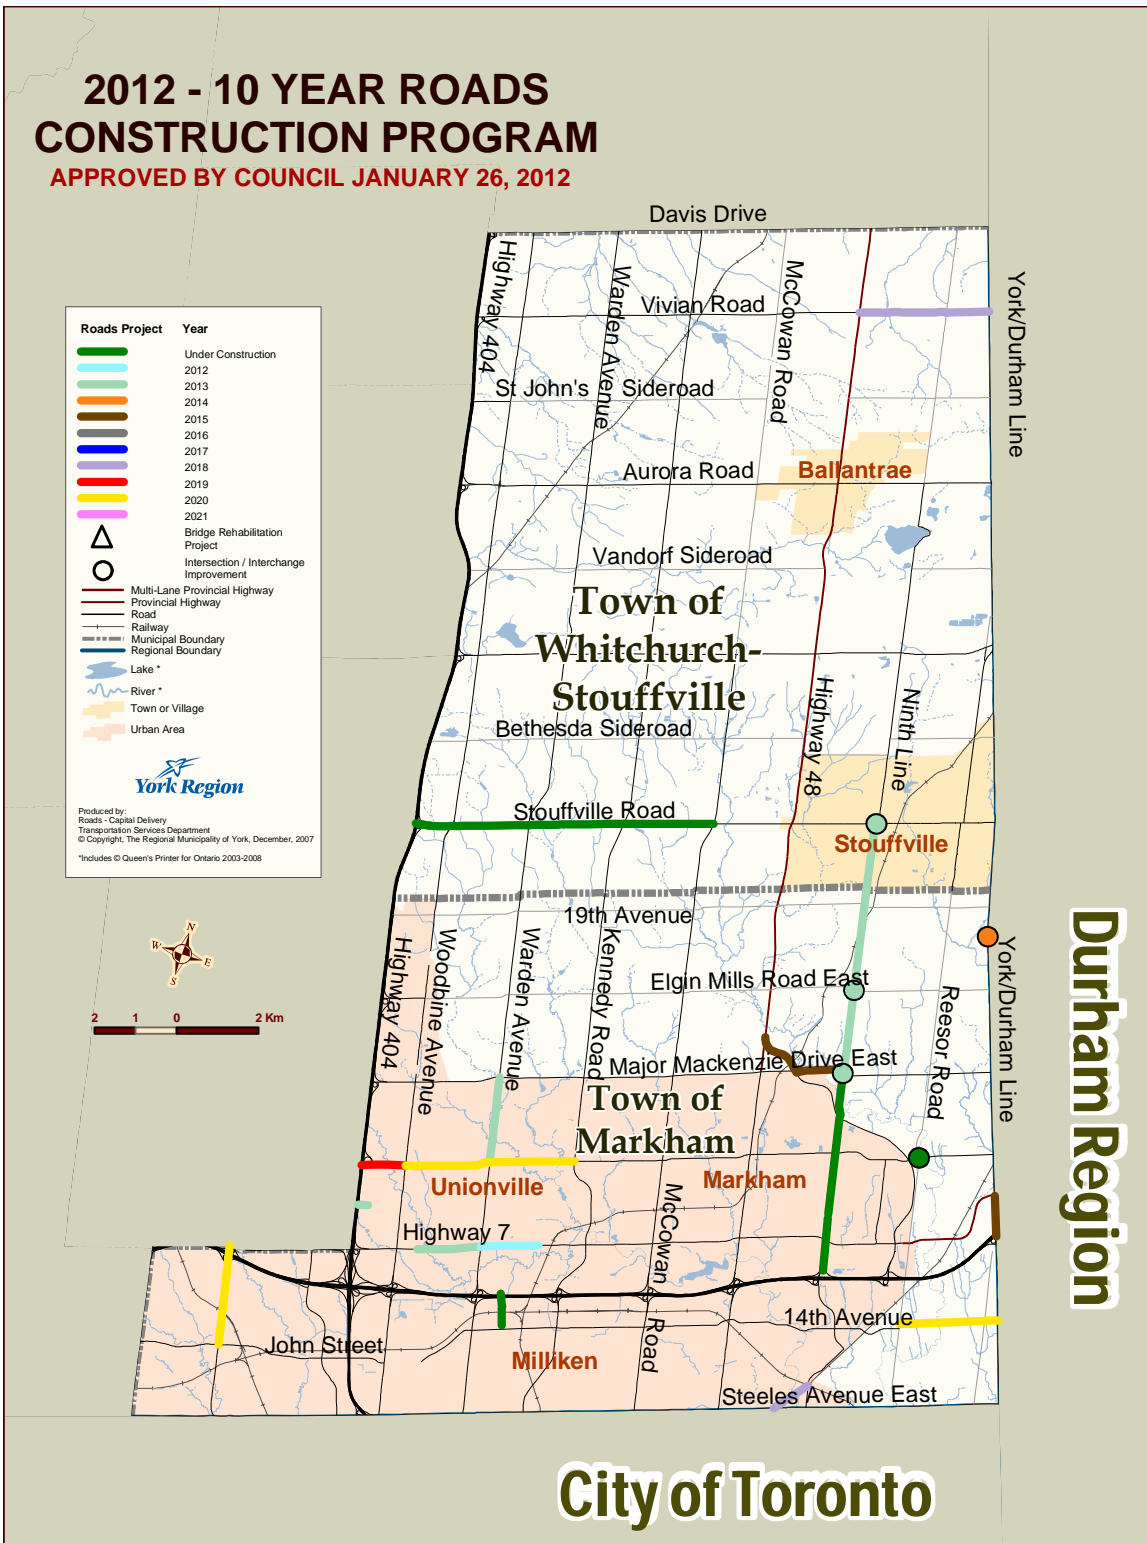 2012 - 10 YEAR ROADS
CONSTRUCTION PROGRAM
APPROVED BY COUNCIL JANUARY 26, 2012
Davis Drive
Highway 404
Warden Avenue
McCowan Road
Vivian Road
York/Durham Line
St John's Sideroad
Aurora Road
Ballantrae
Vandorf Sideroad
Town of
Whitchurch-
Stouffville
Highway 48
Ninth Line
Bethesda Sideroad
Stouffville Road
Stouffville
Roads Project Year
Under Construction
2012
2013
2014
2015
2016
2017
2018
2019
2020
2021
Bridge Rehabilitation
Project
Intersection / Interchange
Improvement
Multi-Lane Provincial Highway
Provincial Highway
Road
Railway
Municipal Boundary
Regional Boundary
Lake *
River *
Town or Village
Urban Area
York Region
Produced by:
Roads - Capital Delivery
Transportation Services Department
© Copyright, The Regional Municipality of York, December, 2007
*Includes © Queen's Printer for Ontario 2003-2008
N
W
E
S
2 1 0 2 Km
19th Avenue
Highway 404
Woodbine Avenue
Warden Avenue
Kennedy Road
Elgin Mills Road East
Reesor Road
York/Durham Line
Major Mackenzie Drive East
Town of
Markham
Markham
Unionville
McCowan Road
Highway 7
14th Avenue
John Street
Milliken
Steeles Avenue East
Durham Region
City of Toronto